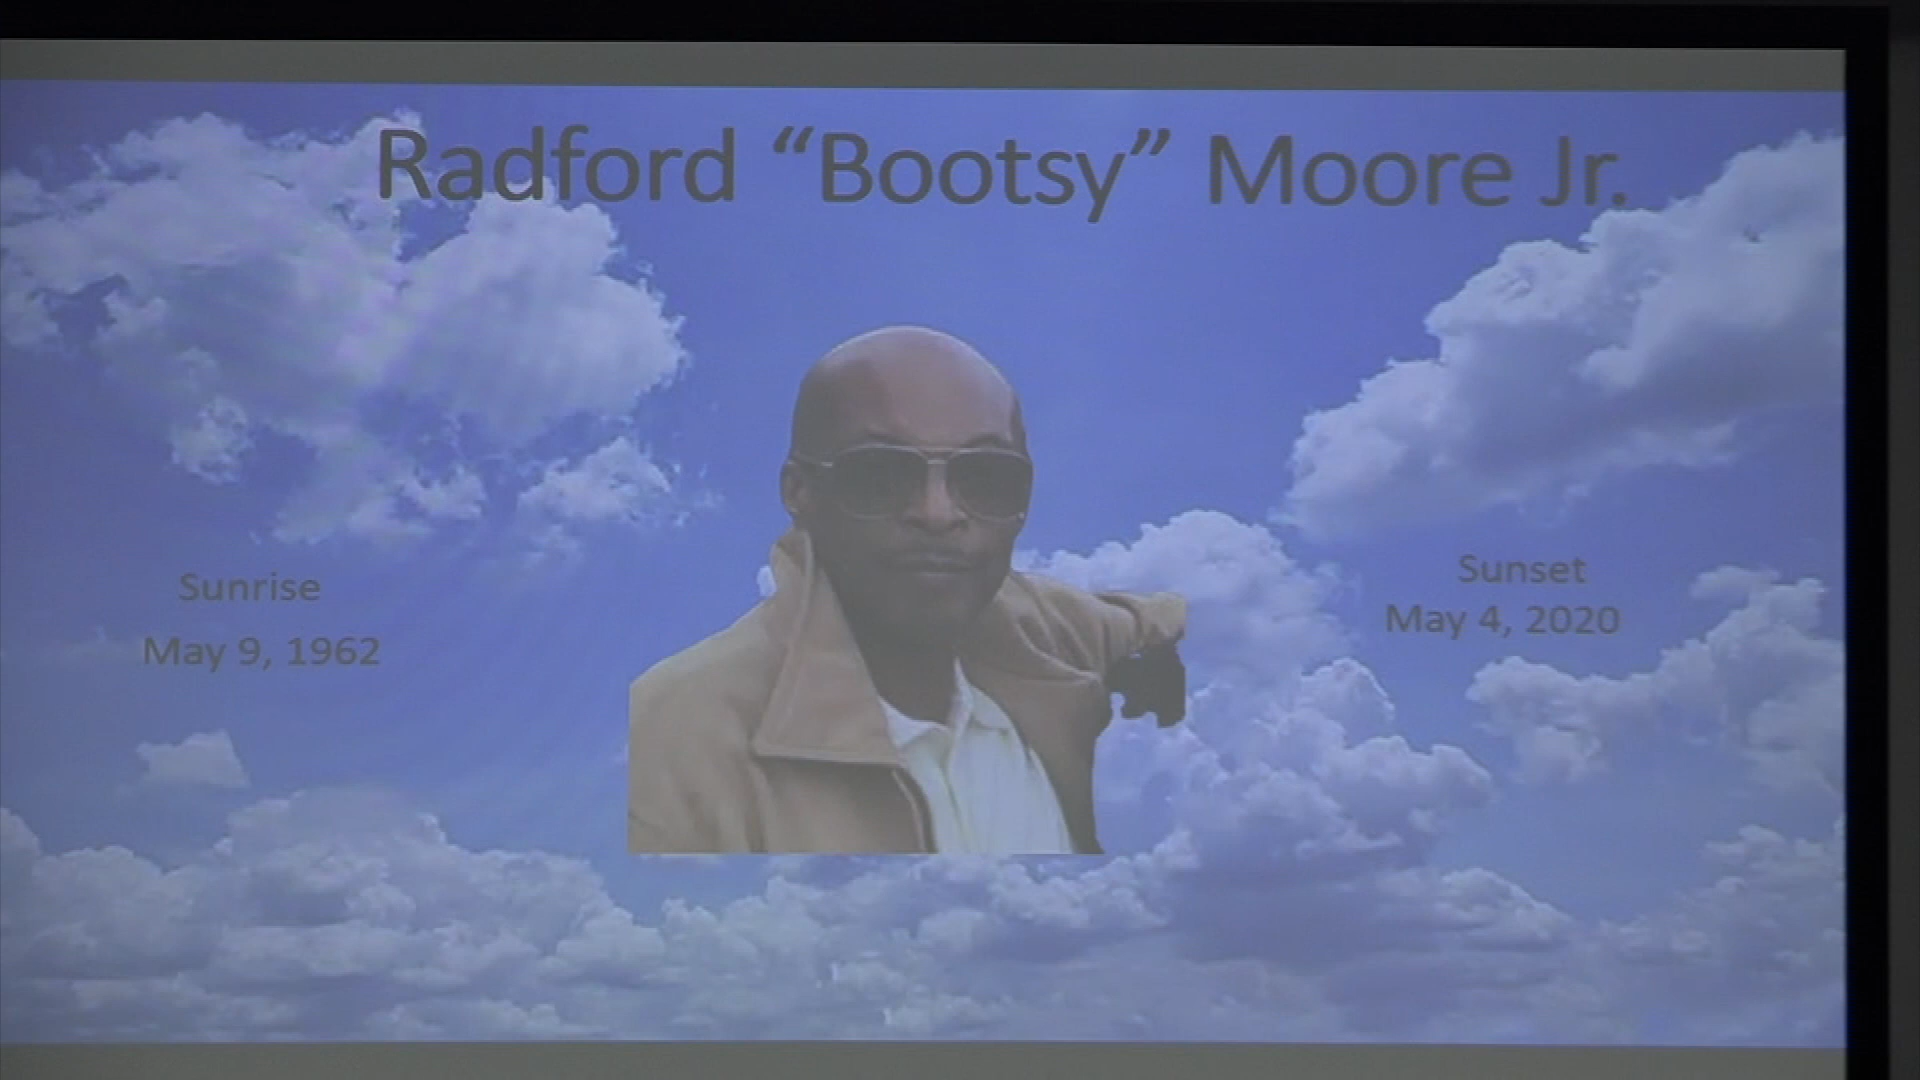 Radford “Bootsy” Moore Jr.
Sunrise
May 9, 1962
Sunset
May 4, 2020